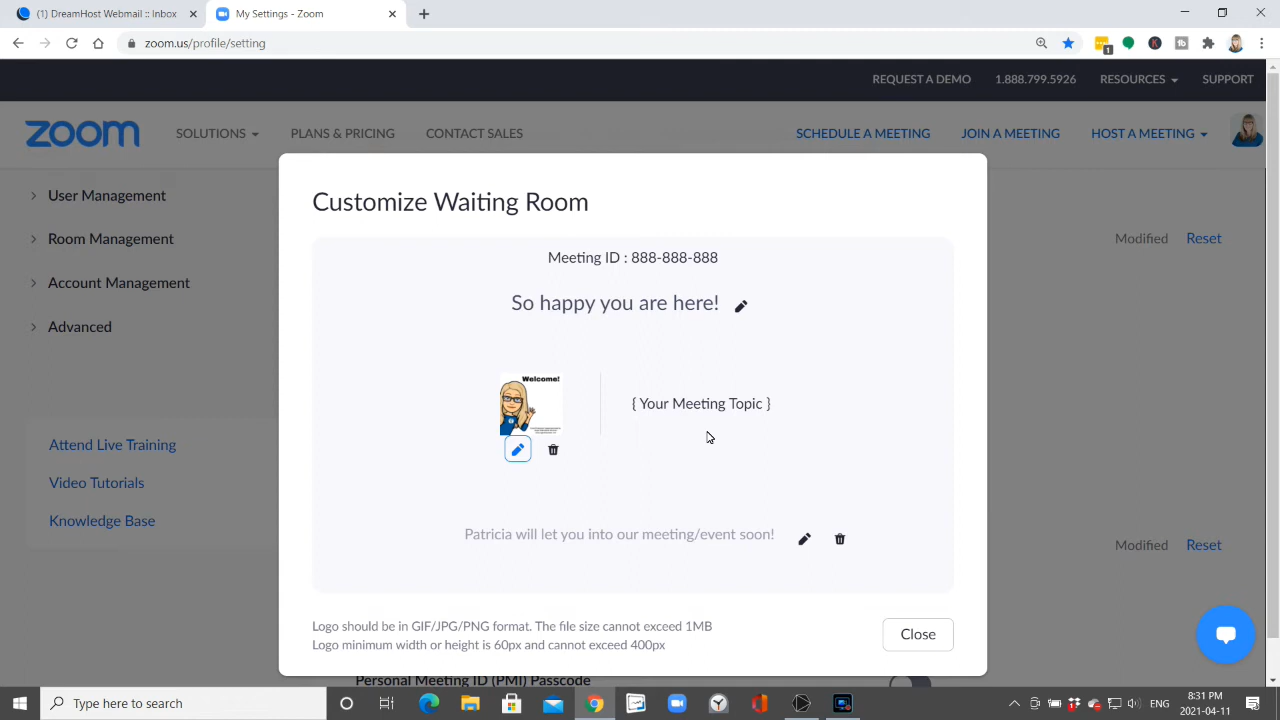 (1) DreamHost Webmail :: Inbox
My Settings - Zoom
zoom.us/profile/setting
1
REQUEST A DEMO
1.888.799.5926
RESOURCES
SUPPORT
zoom
SOLUTIONS
PLANS & PRICING
CONTACT SALES
SCHEDULE A MEETING
JOIN A MEETING
HOST A MEETING
User Management
Room Management
Account Management
Advanced
Attend Live Training
Video Tutorials
Knowledge Base
Customize Waiting Room
Meeting ID : 888-888-888
So happy you are here!
Welcome!
{ Your Meeting Topic }
Patricia will let you into our meeting/event soon!
Logo should be in GIF/JPG/PNG format. The file size cannot exceed 1MB
Logo minimum width or height is 60px and cannot exceed 400px
Close
Modified
Reset
Modified
Reset
Personal Meeting ID (PMI) Passcode
Type here to search
ENG
8:31 PM
2021-04-11